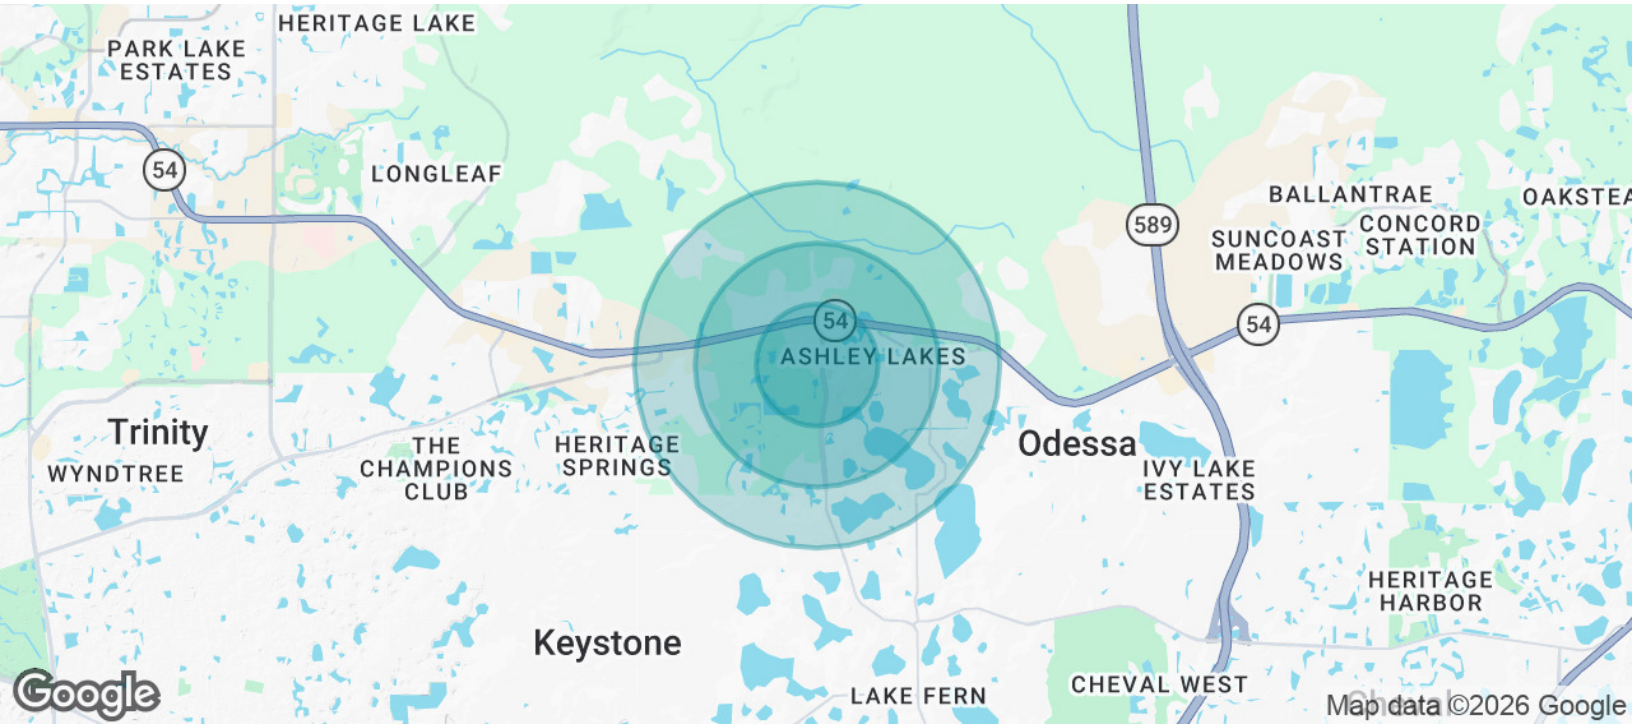 HERITAGE LAKE
PARK LAKE
ESTATES
54
LONGLEAF
BALLANTRAE
OAKSTEA
589
SUNCOAST
MEADOWS
CONCORD
STATION
54
54
ASHLEY LAKES
Trinity
WYNDTREE
THE
CHAMPIONS
CLUB
HERITAGE
SPRINGS
Odessa
IVY LAKE
ESTATES
HERITAGE
HARBOR
Keystone
LAKE FERN
CHEVAL WEST
Cheval
Google
Map data ©2026 Google